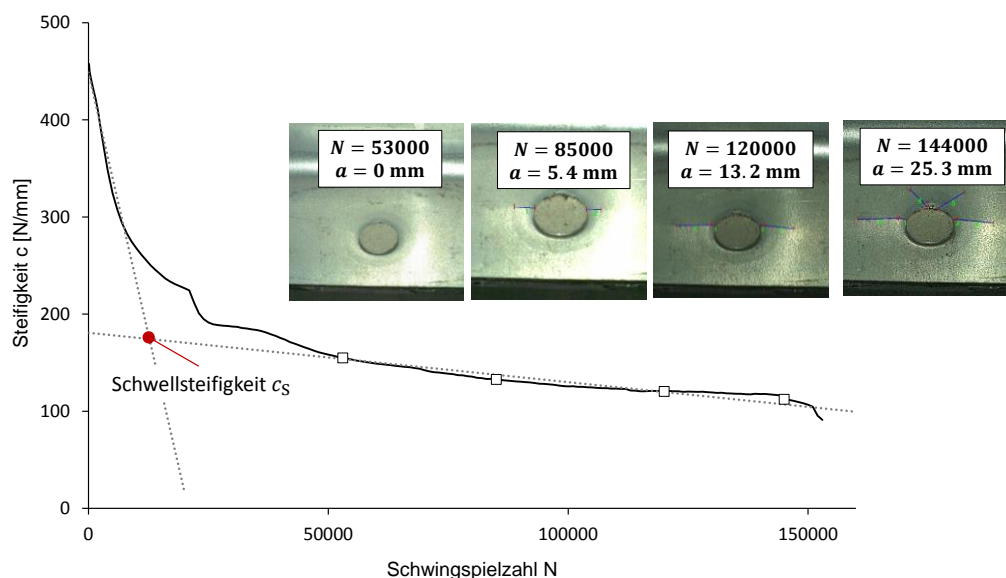 500
400
300
200
100
0
Steifigkeit c [N/mm]
N = 53000
a = 0 mm
N = 85000
a = 5.4 mm
N = 120000
a = 13.2 mm
N = 144000
a = 25.3 mm
Schwellsteifigkeit cS
0
50000
100000
150000
Schwingspielzahl N